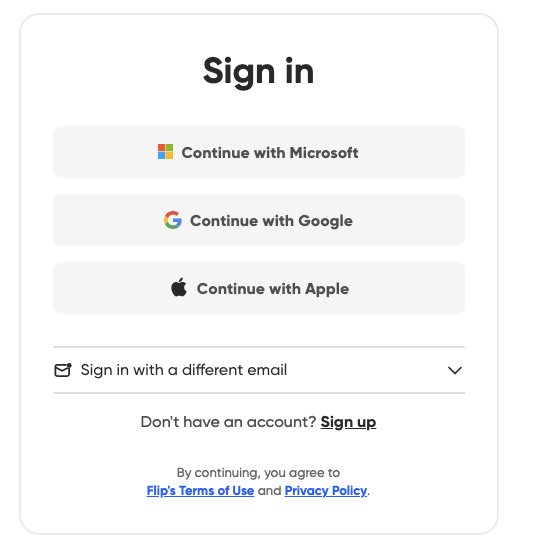 Sign in
Continue with Microsoft
Continue with Google
Continue with Apple
Sign in with a different email
Don't have an account? Sign up
By continuing, you agree to
Flip's Terms of Use and Privacy Policy.